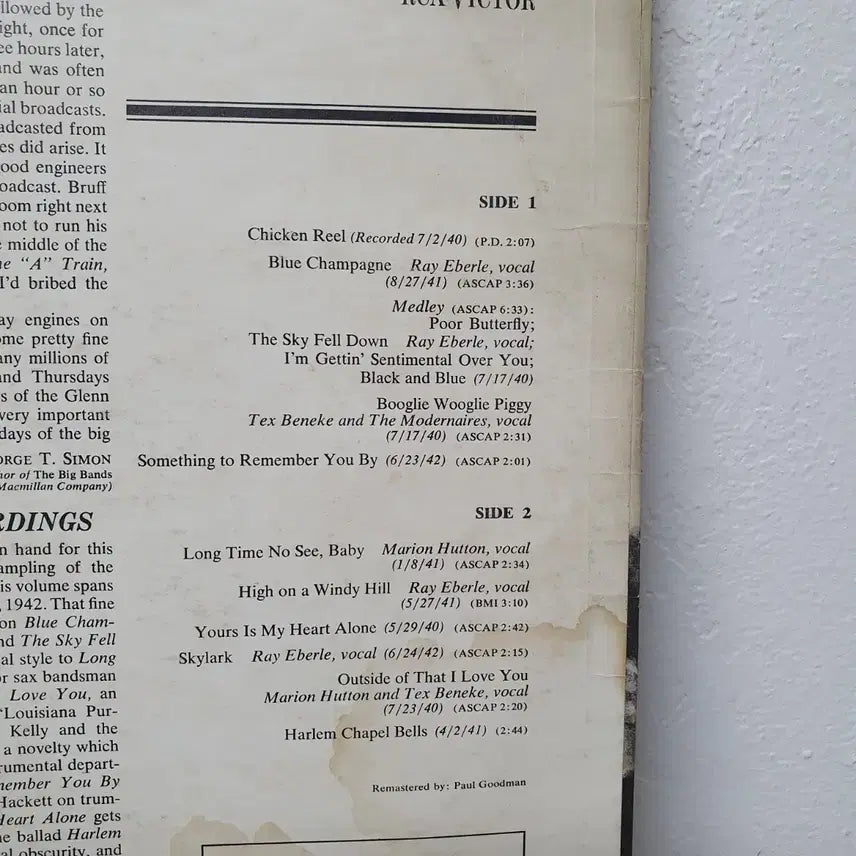 llowed by the
ight, once for
ee hours later,
and was often
an hour or so
ial broadcasts.
adcasted from
es did arise. It
ood engineers
oadcast. Bruff
oom right next
not to run his
e middle of the
he "A" Train,
I'd bribed the
ay engines on
ome pretty fine
any millions of
and Thursdays
s of the Glenn
very important
days of the big
ORGE T. SIMON
hor of The Big Bands
Macmillan Company)
RDINGS
n hand for this
ampling of the
is volume spans
, 1942. That fine
on Blue Cham-
nd The Sky Fell
al style to Long
or sax bandsman
Love You, an
"Louisiana Pur-
Kelly and the
a novelty which
rumental depart-
member You By
Hackett on trum-
Heart Alone gets
he ballad Harlem
al obscurity, and
RCA VICTOR
SIDE 1
Chicken Reel (Recorded 7/2/40) (P.D. 2:07)
Blue Champagne Ray Eberle, vocal
(8/27/41) (ASCAP 3:36)
Medley (ASCAP 6:33):
Poor Butterfly;
The Sky Fell Down Ray Eberle, vocal;
I'm Gettin' Sentimental Over You;
Black and Blue (7/17/40)
Booglie Wooglie Piggy
Tex Beneke and The Modernaires, vocal
(7/17/40) (ASCAP 2:31)
Something to Remember You By (6/23/42) (ASCAP 2:01)
SIDE 2
Long Time No See, Baby Marion Hutton, vocal
(1/8/41) (ASCAP 2:34)
High on a Windy Hill Ray Eberle, vocal
(5/27/41) (BMI 3:10)
Yours Is My Heart Alone (5/29/40) (ASCAP 2:42)
Skylark Ray Eberle, vocal (6/24/42) (ASCAP 2:15)
Outside of That I Love You
Marion Hutton and Tex Beneke, vocal
(7/23/40) (ASCAP 2:20)
Harlem Chapel Bells (4/2/41) (2:44)
Remastered by: Paul Goodman